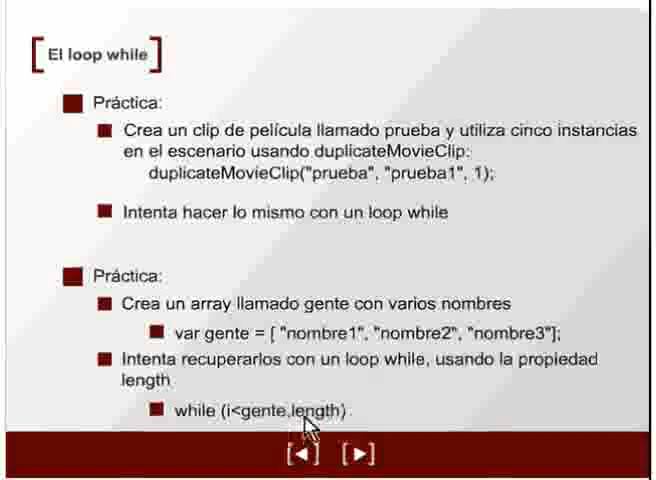 El loop while
Práctica:
Crea un clip de película llamado prueba y utiliza cinco instancias
en el escenario usando duplicateMovieClip:
duplicateMovieClip("prueba", "prueba1", 1);
Intenta hacer lo mismo con un loop while
Práctica:
Crea un array llamado gente con varios nombres
var gente = [ "nombre1", "nombre2", "nombre3"];
Intenta recuperarlos con un loop while, usando la propiedad
length
while (i<gente.length)